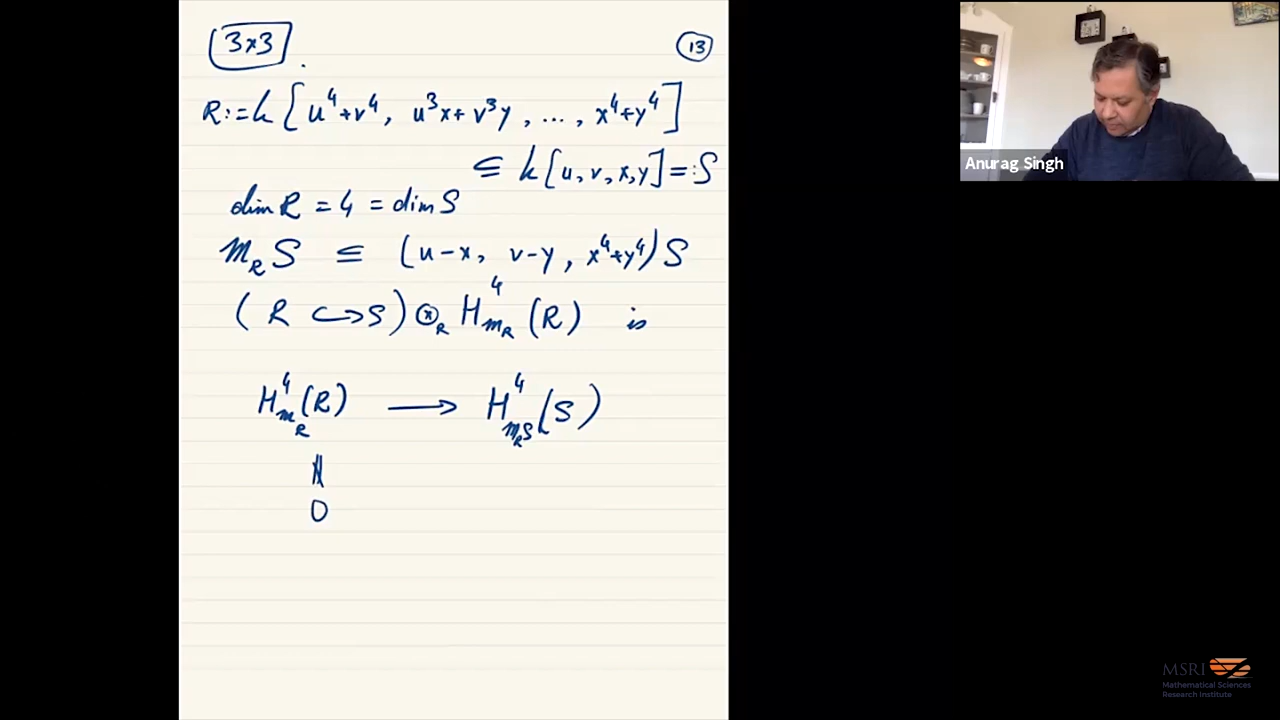 3×3 . 13
R:=k[u⁴+v⁴, u³x+v³y, ..., x⁴+y⁴]
⊆ k[u,v,x,y]=:S
dim R = 4 = dim S
m_R S ⊆ (u-x, v-y, x⁴+y⁴)S
(R ↪ S) ⊗_R H⁴_{m_R}(R) is
H⁴_{m_R}(R) ⟶ H⁴_{m_R S}(S)
∦
0
Anurag Singh
MSRI
Mathematical Sciences
Research Institute